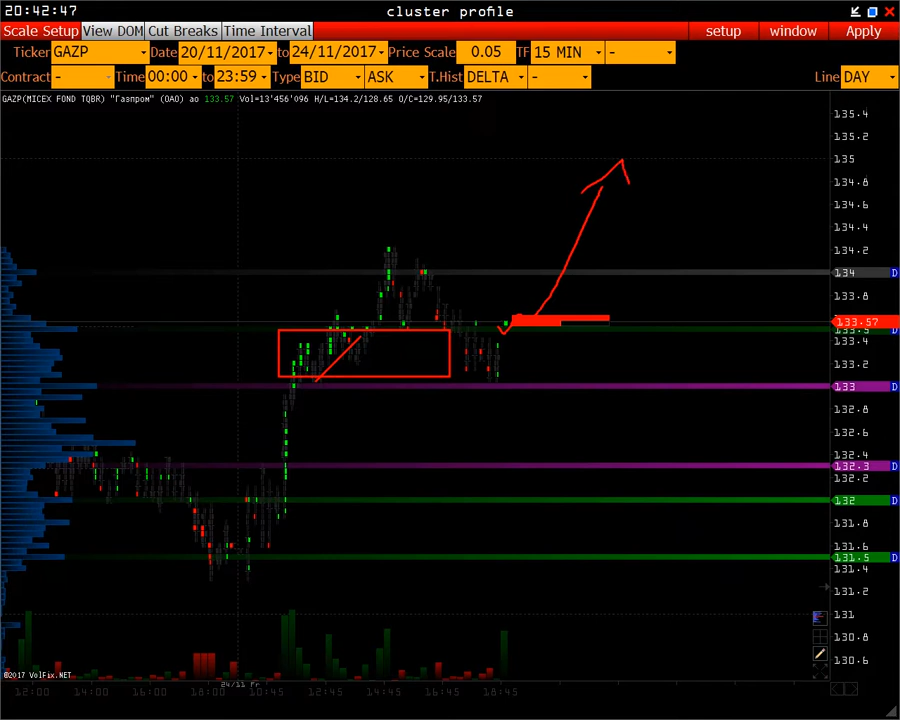 20:42:47 cluster profile
Scale Setup View DOM Cut Breaks Time Interval setup window Apply
Ticker GAZP Date 20/11/2017 to 24/11/2017 Price Scale 0.05 TF 15 MIN -
Contract - Time 00:00 to 23:59 Type BID ASK T.Hist DELTA - Line DAY
GAZP(MICEX FOND TQBR) "Газпром" (ОАО) ао 133.57 Vol=13'456'096 H/L=134.2/128.65 O/C=129.95/133.57
135.4
135.2
135
134.8
134.6
134.4
134.2
134 D
133.8
133.57
133.5 D
133.4
133.2
133 D
132.8
132.6
132.4
132.3 D
132.2
132 D
131.8
131.6
131.5 D
131.4
131.2
131
130.8
130.6
©2017 VolFix.NET
24/11 Fr
12:00 14:00 16:00 18:00 10:45 12:45 14:45 16:45 18:45